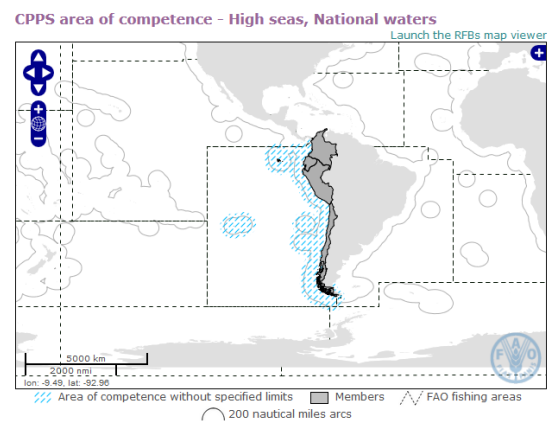 CPPS area of competence - High seas, National waters
Launch the RFBs map viewer
5000 km
2000 nmi
lon: -9.49, lat: -92.96
F A O
Area of competence without specified limits Members FAO fishing areas
200 nautical miles arcs